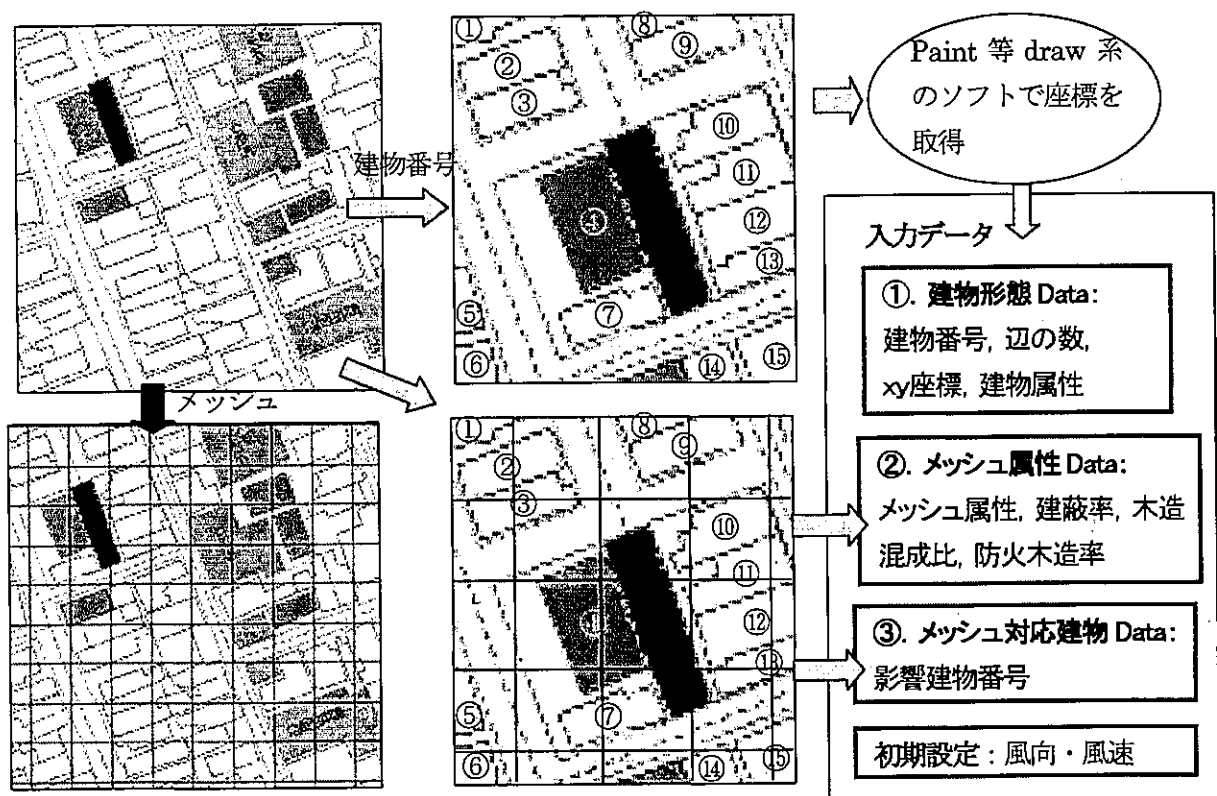 ① ⑧
② ⑨
③ ⑩
⑪
④ ⑫
⑬
⑤ ⑦
⑥ ⑭ ⑮
建物番号
Paint 等 draw 系
のソフトで座標を
取得
メッシュ
① ⑧
② ⑨
③ ⑩
⑪
④ ⑫
⑬
⑤ ⑦
⑥ ⑭ ⑮
入力データ
①. 建物形態 Data:
建物番号, 辺の数,
xy座標, 建物属性
②. メッシュ属性 Data:
メッシュ属性, 建蔽率, 木造
混成比, 防火木造率
③. メッシュ対応建物 Data:
影響建物番号
初期設定：風向・風速